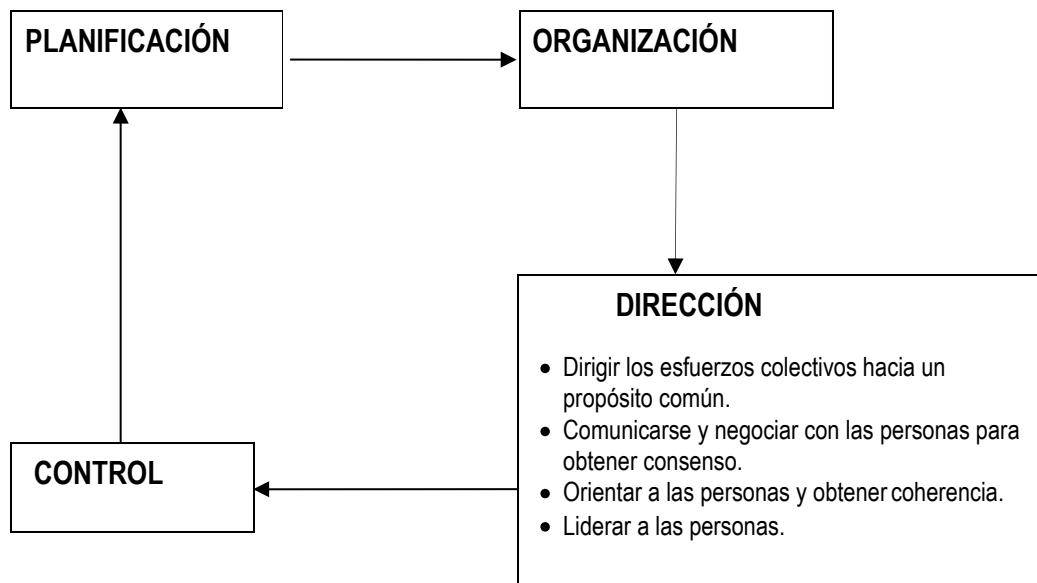 PLANIFICACIÓN
ORGANIZACIÓN
DIRECCIÓN
• Dirigir los esfuerzos colectivos hacia un
propósito común.
• Comunicarse y negociar con las personas para
obtener consenso.
• Orientar a las personas y obtener coherencia.
• Liderar a las personas.
CONTROL